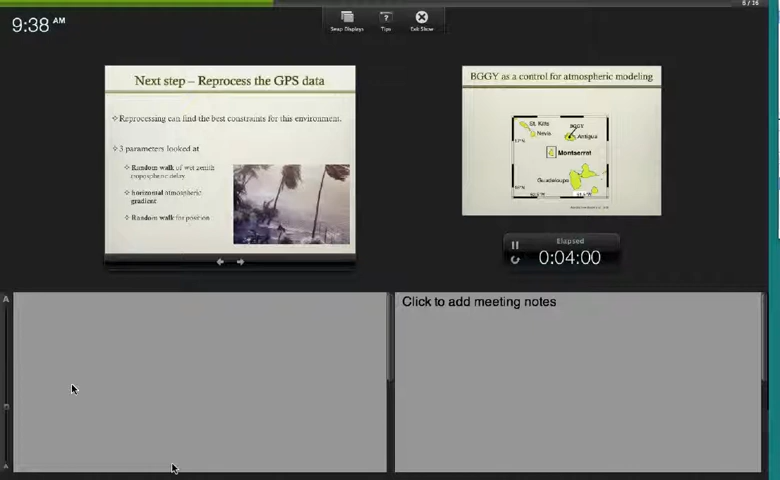 9:38 AM
Swap Displays
Tips
Exit Show
Next step – Reprocess the GPS data
Reprocessing can find the best constraints for this environment.
3 parameters looked at
Random walk of wet zenith
tropospheric delay
horizontal atmospheric
gradient
Random walk for position
BGGY as a control for atmospheric modeling
St. Kitts
BGGY
Nevis
Antigua
Montserrat
Guadeloupe
Elapsed
0:04:00
Click to add meeting notes